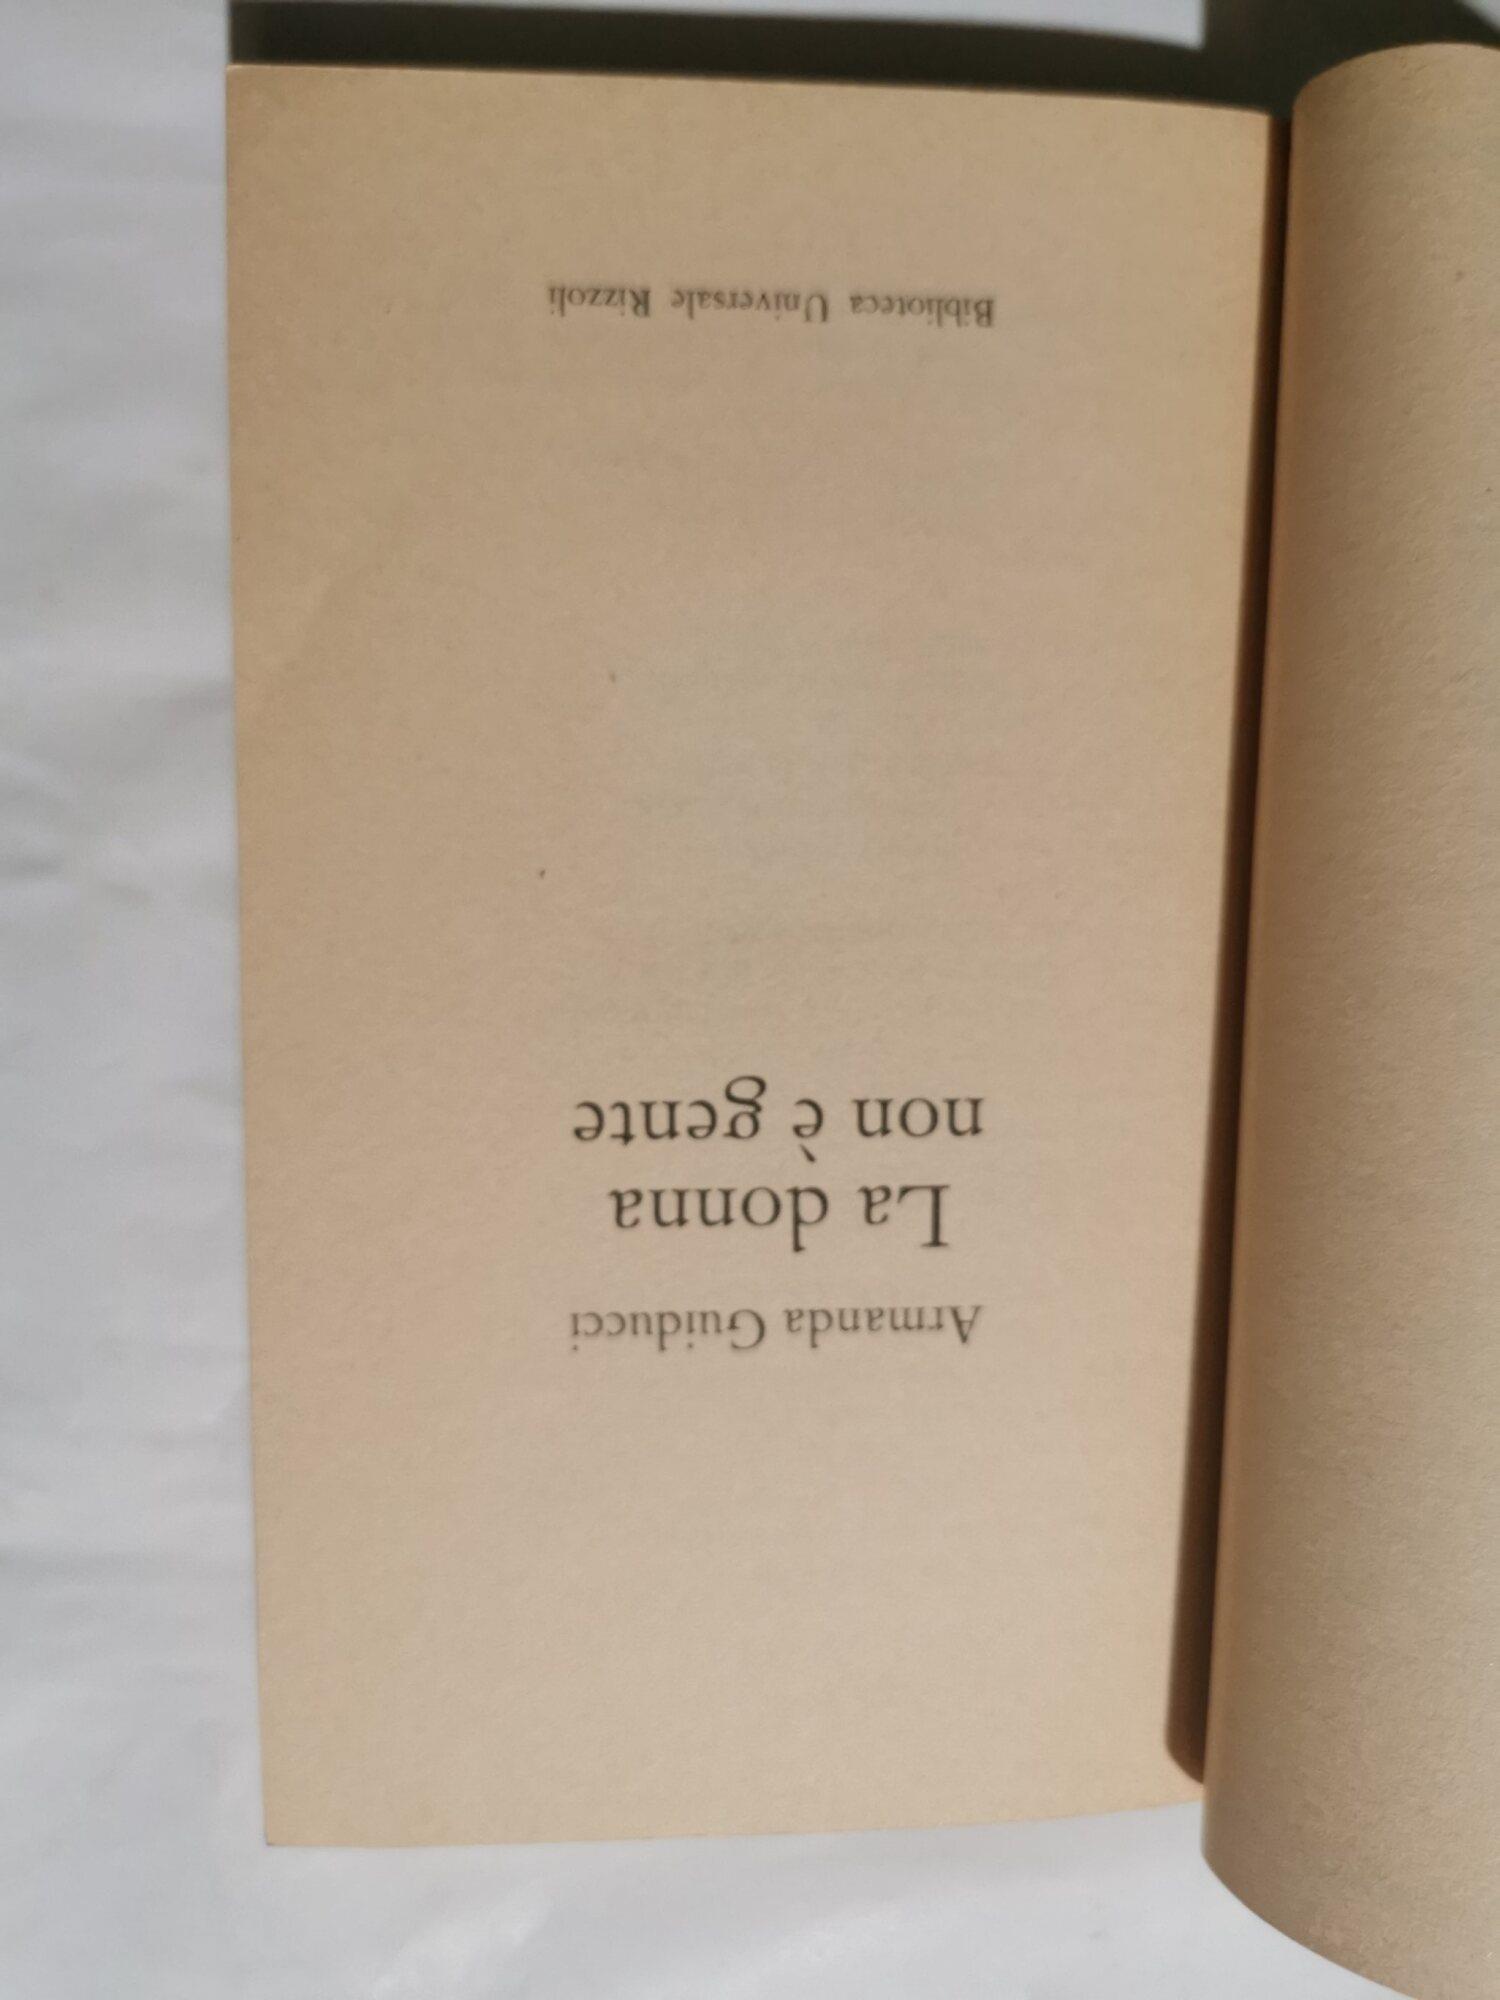 Armanda Guiducci
La donna
non è gente
Biblioteca Universale Rizzoli